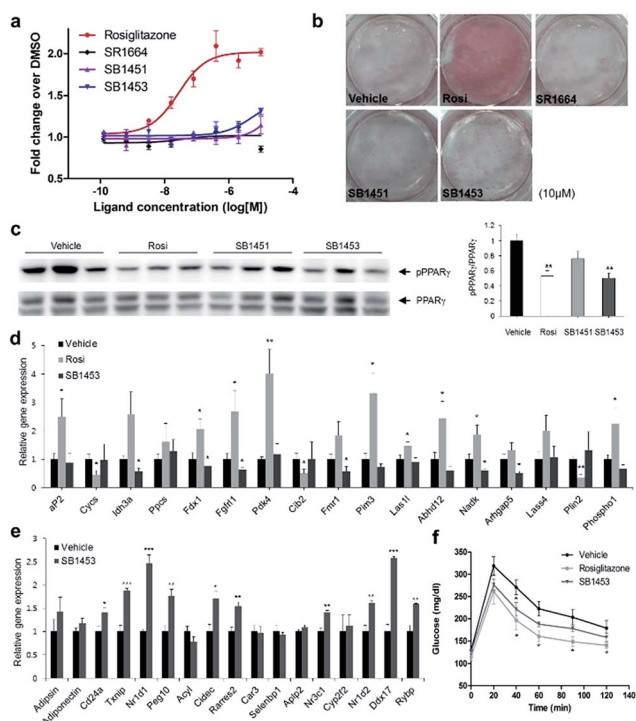 a
Fold change over DMSO
2.0
1.5
1.0
0.5
Rosiglitazone
SR1664
SB1451
SB1453
-10
-8
-6
-4
Ligand concentration (log[M])
b
Vehicle
Rosi
SR1664
SB1451
SB1453
(10μM)
c
Vehicle
Rosi
SB1451
SB1453
pPPARγ
PPARγ
pPPARγ/PPARγ
1.2
1
0.8
0.6
0.4
0.2
0
**
**
Vehicle
Rosi
SB1451
SB1453
d
Relative gene expression
5
4
3
2
1
0
Vehicle
Rosi
SB1453
aP2
Cycs
Idh3a
Ppcs
Fdx1
Pdk4
Cib2
Fmr1
Pim3
Abhd12
Nadk
Arhgap5
Lass4
Plin2
Phospho1
e
Relative gene expression
3
2.5
2
1.5
1
0.5
0
Vehicle
SB1453
Adipsin
Adiponectin
Cd24a
Txnip
Nr1d1
Peg10
Cidec
Rarres2
Car3
Selenbp1
Aplp2
Nr3c1
Cyp2f2
Nr1d2
Ddx17
Rybp
f
Glucose (mg/dl)
350
300
250
200
150
100
50
Vehicle
Rosiglitazone
SB1453
0
20
40
60
80
100
120
140
Time (min)